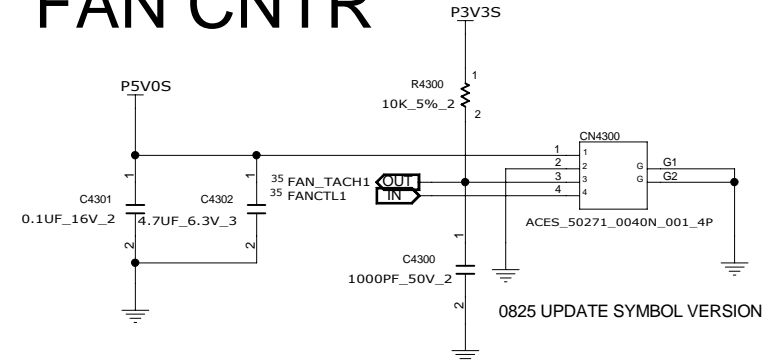 FAN CNTR
P3V3S
P5V0S
R4300
1
10K_5%_2
2
CN4300
1
1
1
1
2
2
G
G1
35 FAN_TACH1
OUT
3
3
G
G2
35 FANCTL1
IN
4
4
C4301
C4302
0.1UF_16V_2
4.7UF_6.3V_3
ACES_50271_0040N_001_4P
2
2
1
C4300
1000PF_50V_2
2
0825 UPDATE SYMBOL VERSION